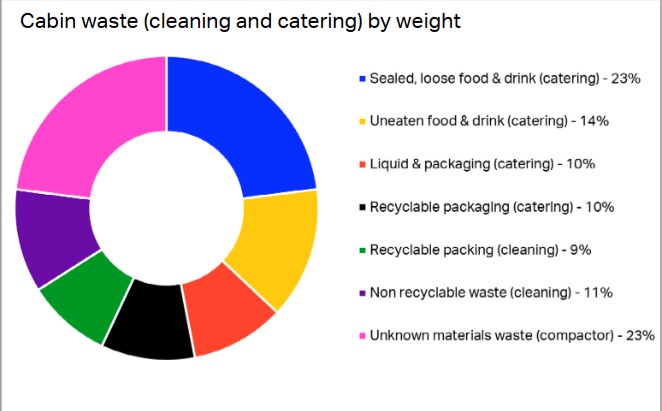 Cabin waste (cleaning and catering) by weight
Sealed, loose food & drink (catering) - 23%
Uneaten food & drink (catering) - 14%
Liquid & packaging (catering) - 10%
Recyclable packaging (catering) - 10%
Recyclable packing (cleaning) - 9%
Non recyclable waste (cleaning) - 11%
Unknown materials waste (compactor) - 23%